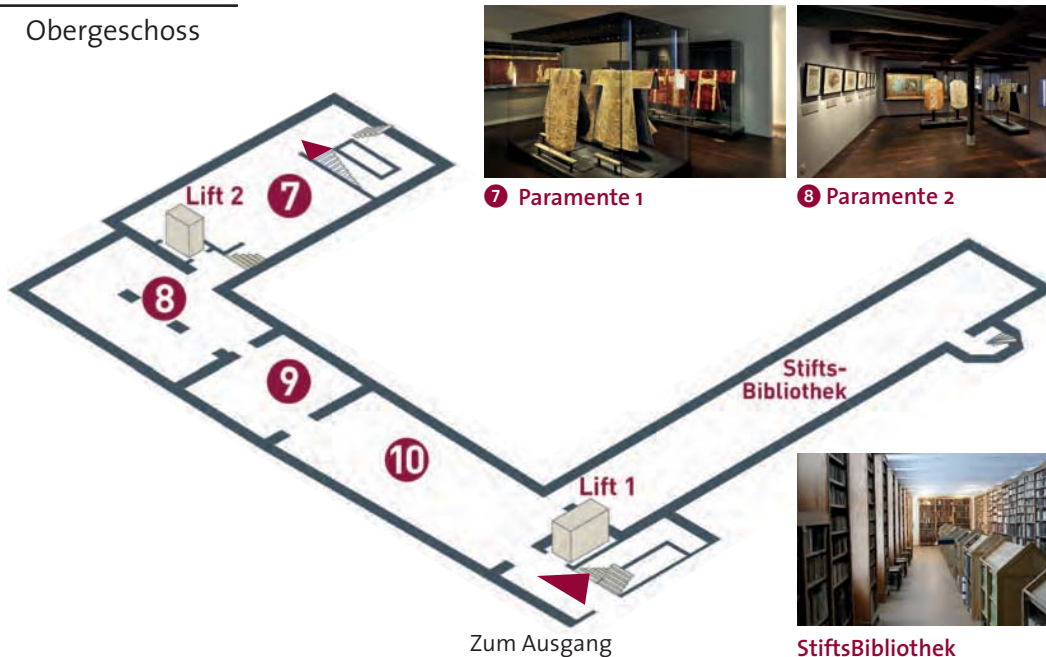 Obergeschoss
7 Paramente 1
8 Paramente 2
Lift 2
7
8
9
10
Stifts-
Bibliothek
Lift 1
Zum Ausgang
StiftsBibliothek